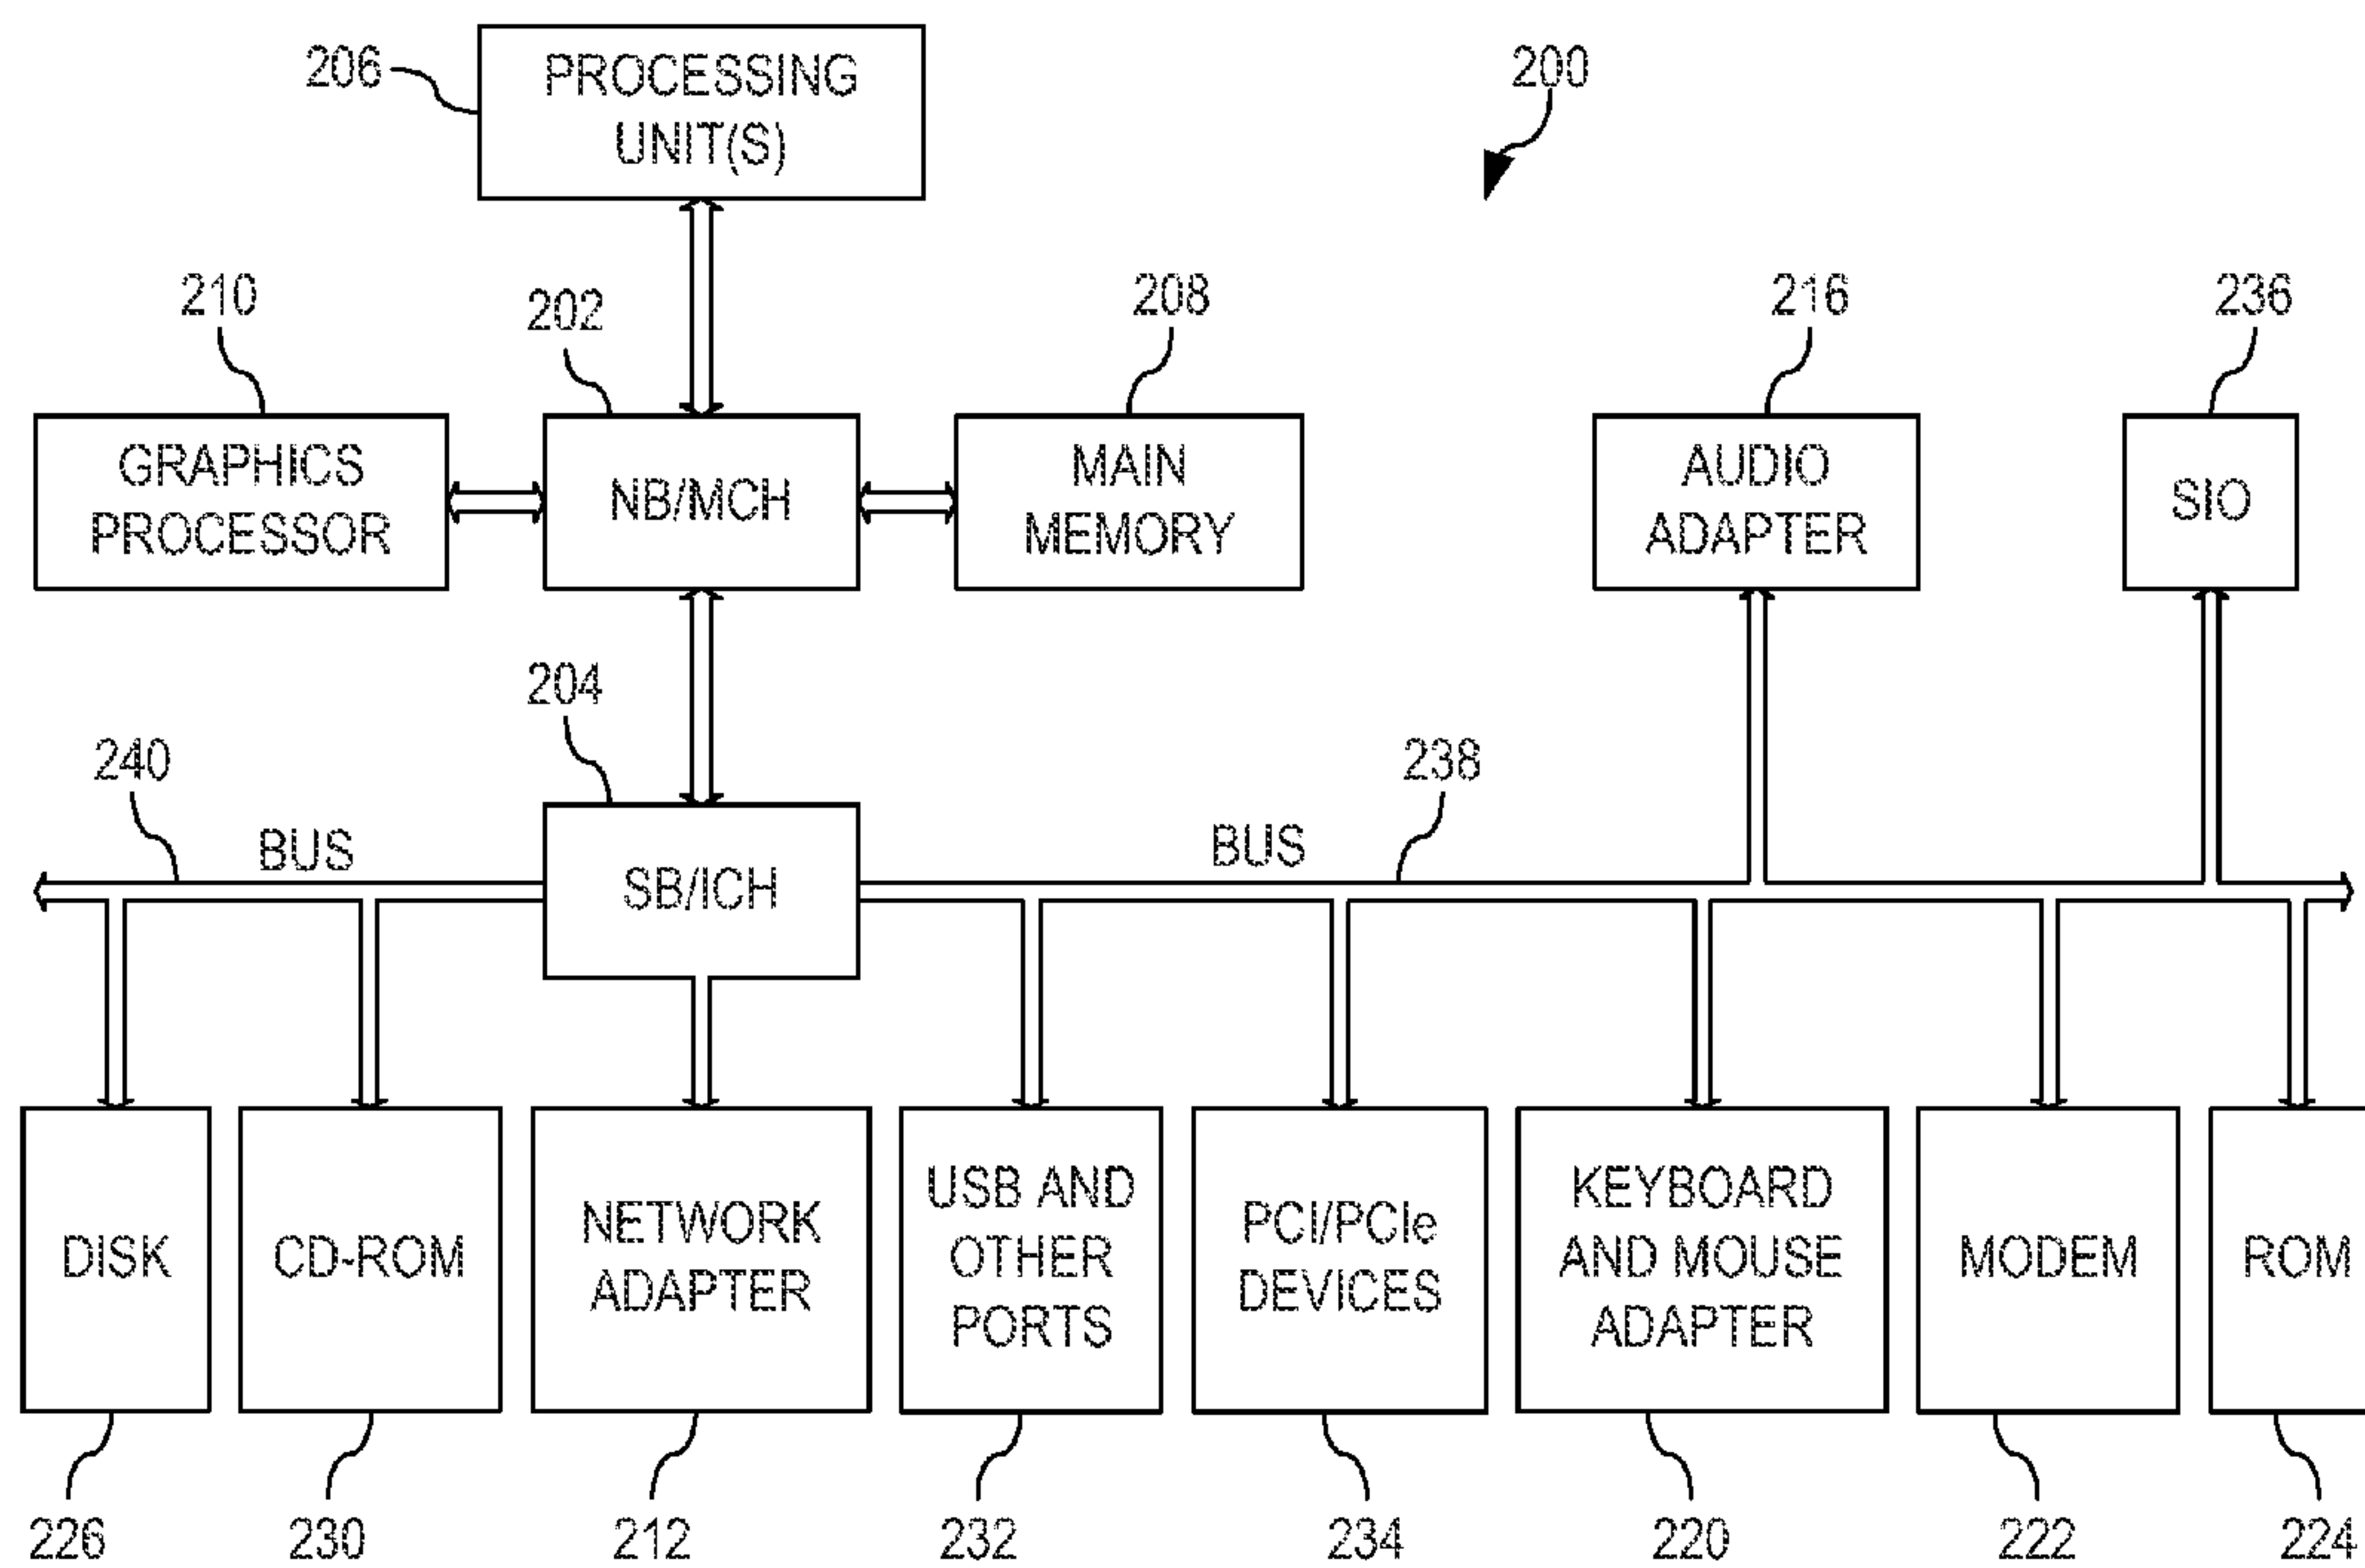 206
PROCESSING
UNIT(S)
200
210
202
208
216
236
GRAPHICS
PROCESSOR
NB/MCH
MAIN
MEMORY
AUDIO
ADAPTER
SIO
204
240
238
BUS
SB/ICH
BUS
DISK
CD-ROM
NETWORK
ADAPTER
USB AND
OTHER
PORTS
PCI/PCIe
DEVICES
KEYBOARD
AND MOUSE
ADAPTER
MODEM
ROM
226
230
212
232
234
220
222
224